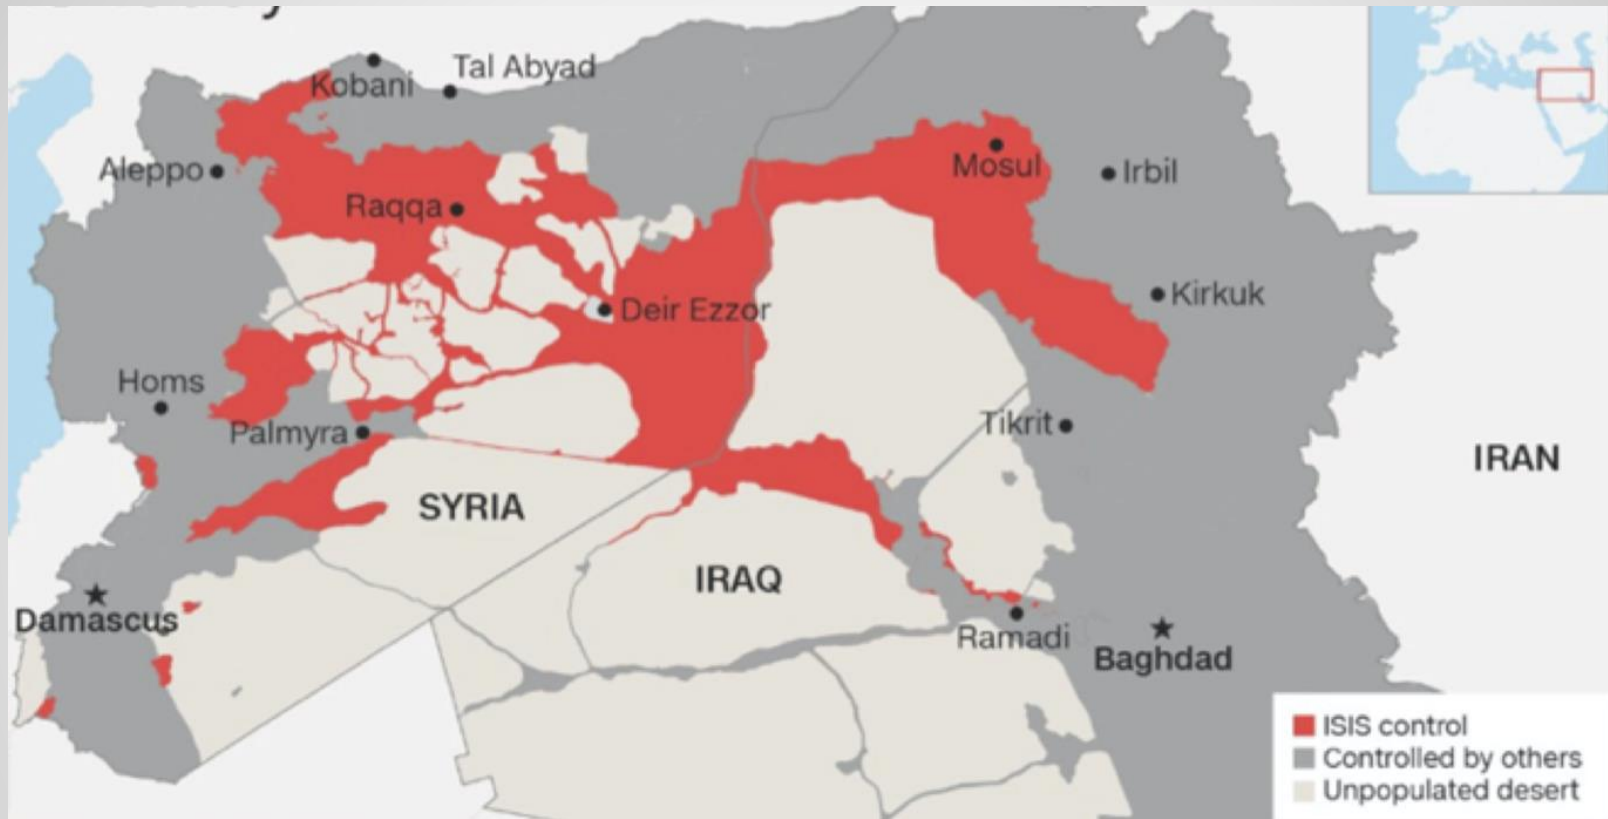 Kobani
Tal Abyad
Aleppo
Mosul
Irbil
Raqqa
Deir Ezzor
Kirkuk
Homs
Palmyra
Tikrit
IRAN
SYRIA
IRAQ
Damascus
Ramadi
Baghdad
ISIS control
Controlled by others
Unpopulated desert